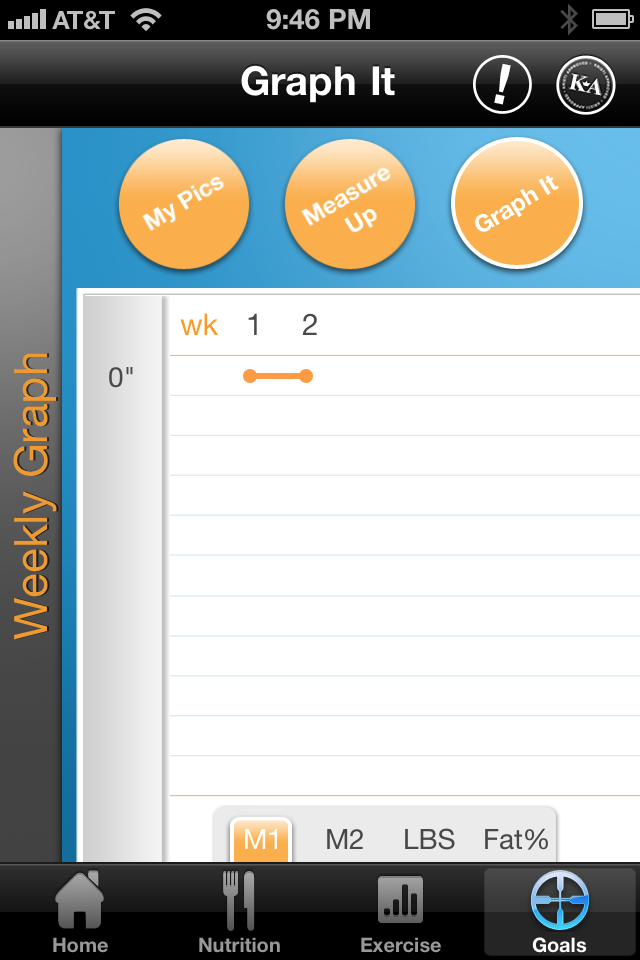 AT&T 9:46 PM
Graph It ! KA
My Pics
Measure
Up
Graph It
Weekly Graph
wk 1 2
0"
M1 M2 LBS Fat%
Home Nutrition Exercise Goals